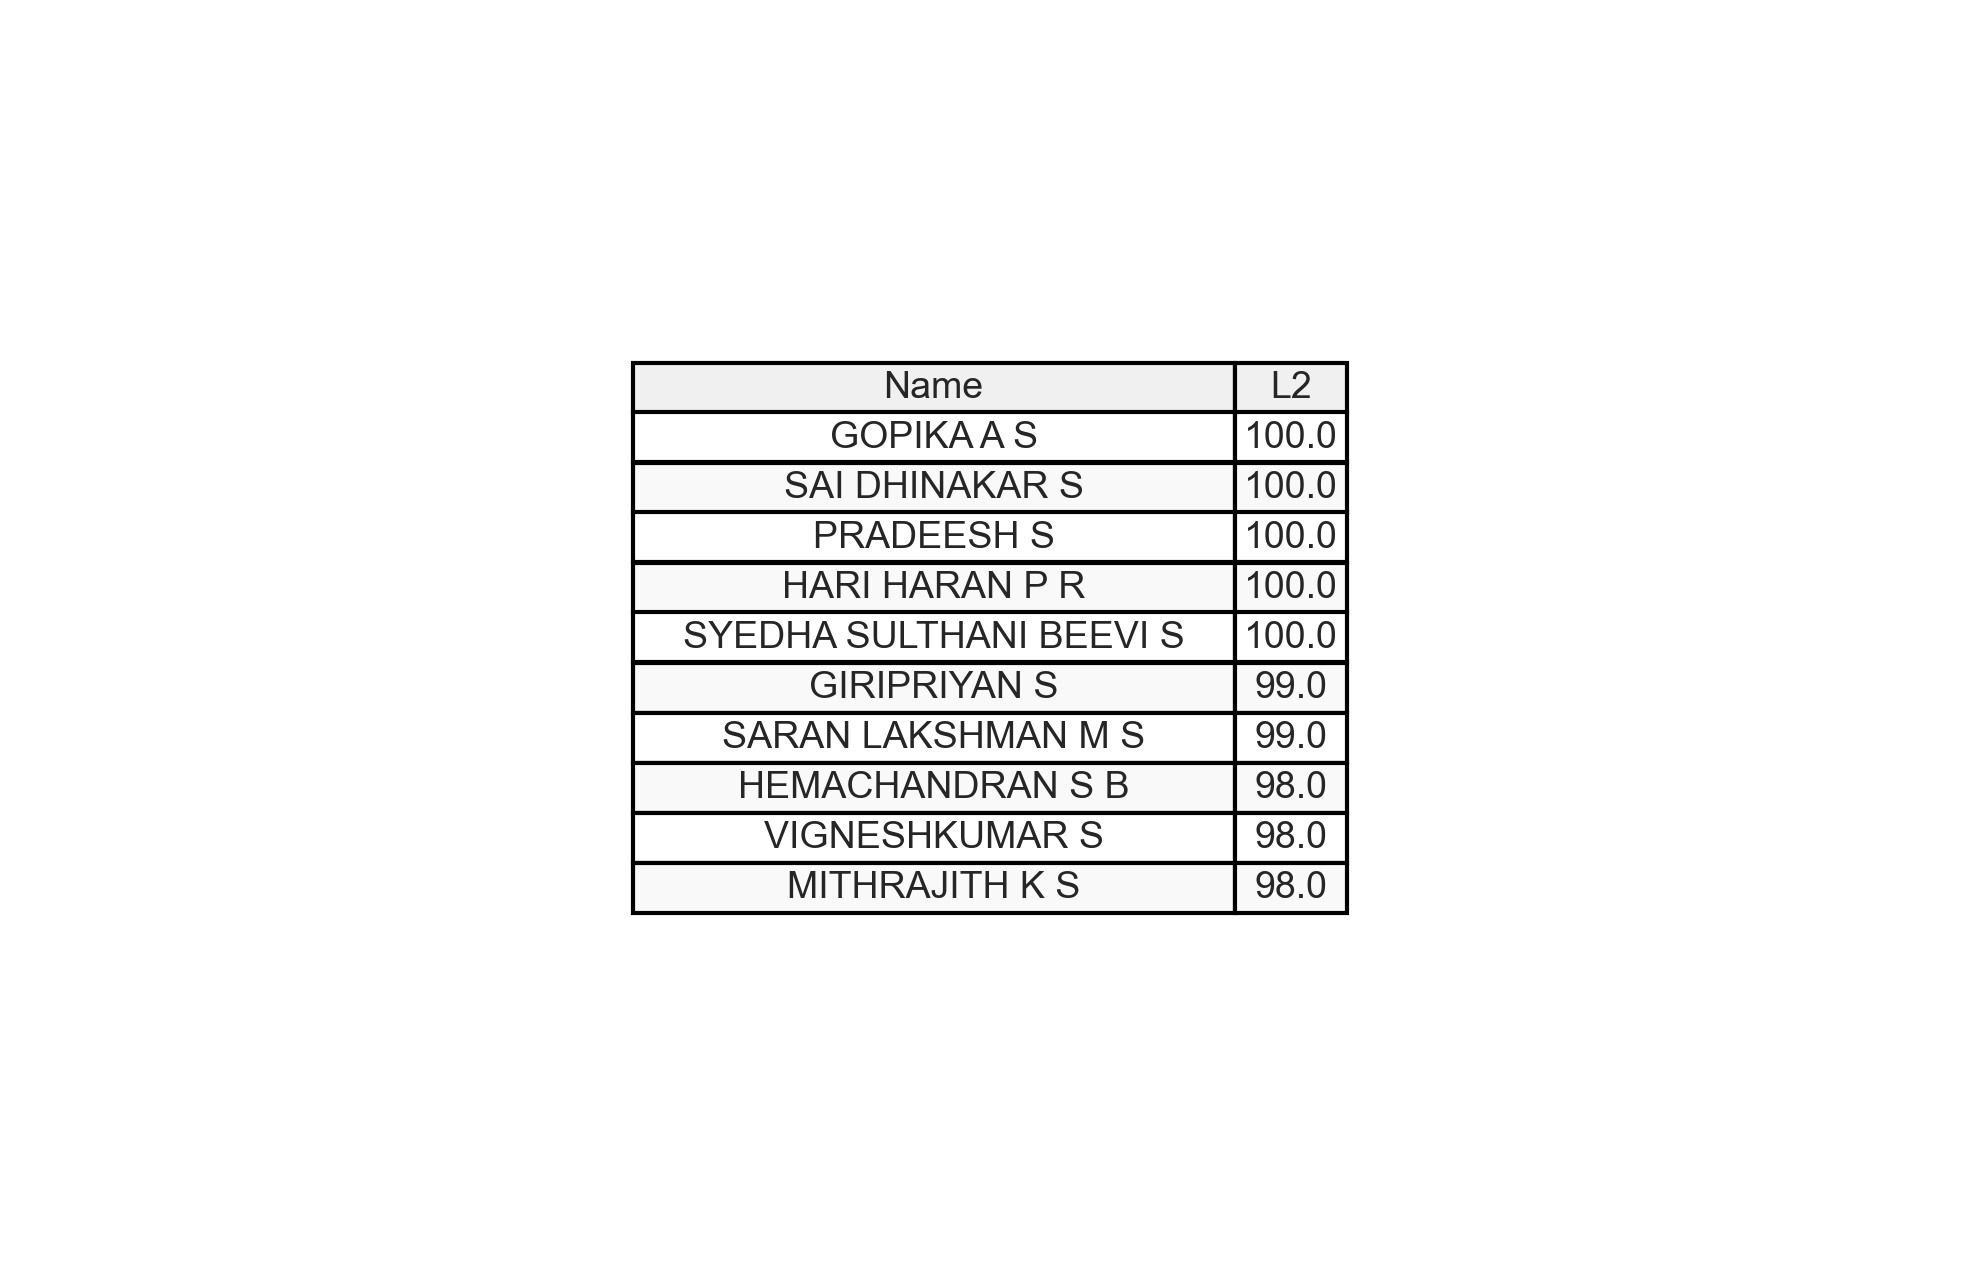 Name L2
GOPIKA A S 100.0
SAI DHINAKAR S 100.0
PRADEESH S 100.0
HARI HARAN P R 100.0
SYEDHA SULTHANI BEEVI S 100.0
GIRIPRIYAN S 99.0
SARAN LAKSHMAN M S 99.0
HEMACHANDRAN S B 98.0
VIGNESHKUMAR S 98.0
MITHRAJITH K S 98.0